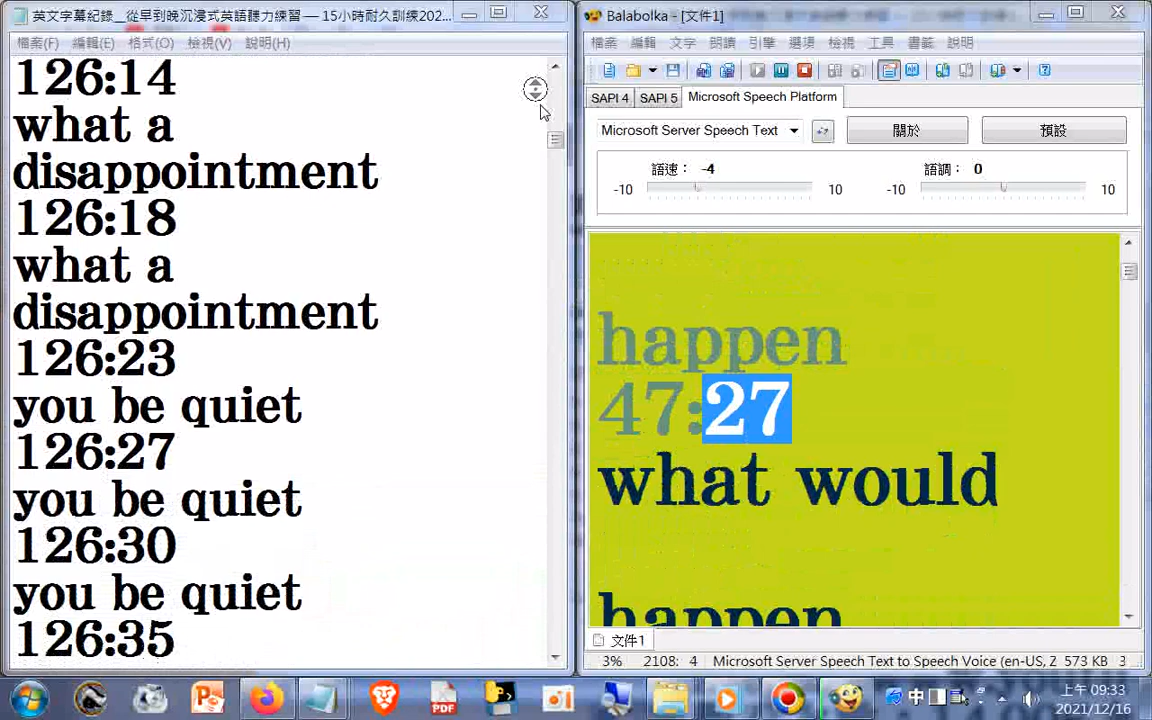 英文字幕紀錄__從早到晚沉浸式英語聽力練習 — 15小時耐久訓練202...
檔案(F) 編輯(E) 格式(O) 檢視(V) 說明(H)
126:14
what a
disappointment
126:18
what a
disappointment
126:23
you be quiet
126:27
you be quiet
126:30
you be quiet
126:35
Balabolka - [文件1]
檔案 編輯 文字 朗讀 引擎 選項 檢視 工具 書籤 說明
SAPI 4 SAPI 5 Microsoft Speech Platform
Microsoft Server Speech Text 關於 預設
語速： -4 語調： 0
-10 10 -10 10
happen
47:27
what would
happen
文件1
3% 2108: 4 Microsoft Server Speech Text to Speech Voice (en-US, Z 573 KB 3
中 上午 09:33
2021/12/16